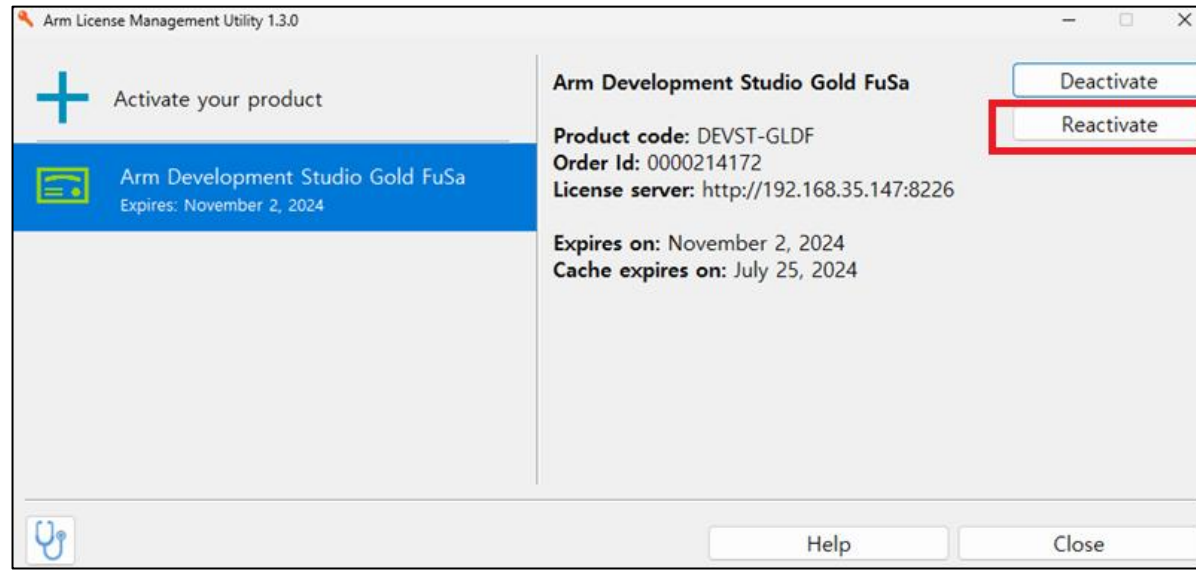 Arm License Management Utility 1.3.0
Activate your product
Arm Development Studio Gold FuSa
Expires: November 2, 2024
Arm Development Studio Gold FuSa
Product code: DEVST-GLDF
Order Id: 0000214172
License server: http://192.168.35.147:8226
Expires on: November 2, 2024
Cache expires on: July 25, 2024
Deactivate
Reactivate
Help
Close